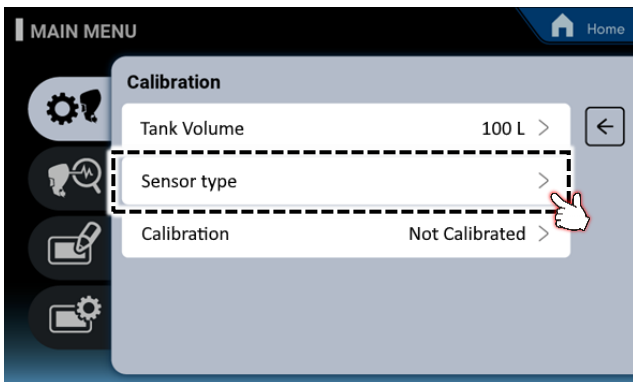 MAIN MENU
Home
Calibration
Tank Volume 100 L
Sensor type
Calibration Not Calibrated